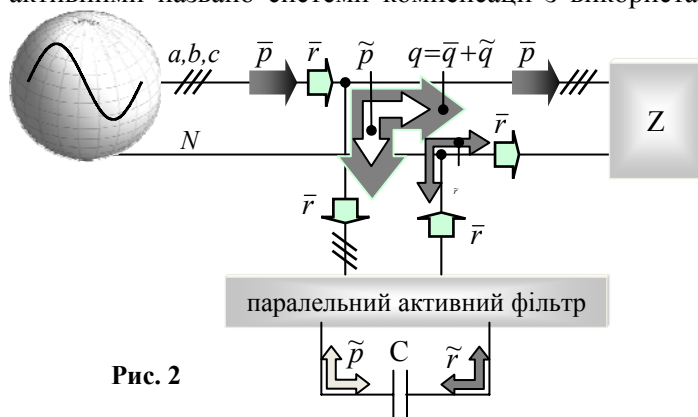 активними названо системи компенсації з використа
a,b,c p̄ r̄ p̃ q=q̄+q̃ p̄
N r̄ Z
r̄ r̄
паралельний активний фільтр
p̃ C r̃
Рис. 2